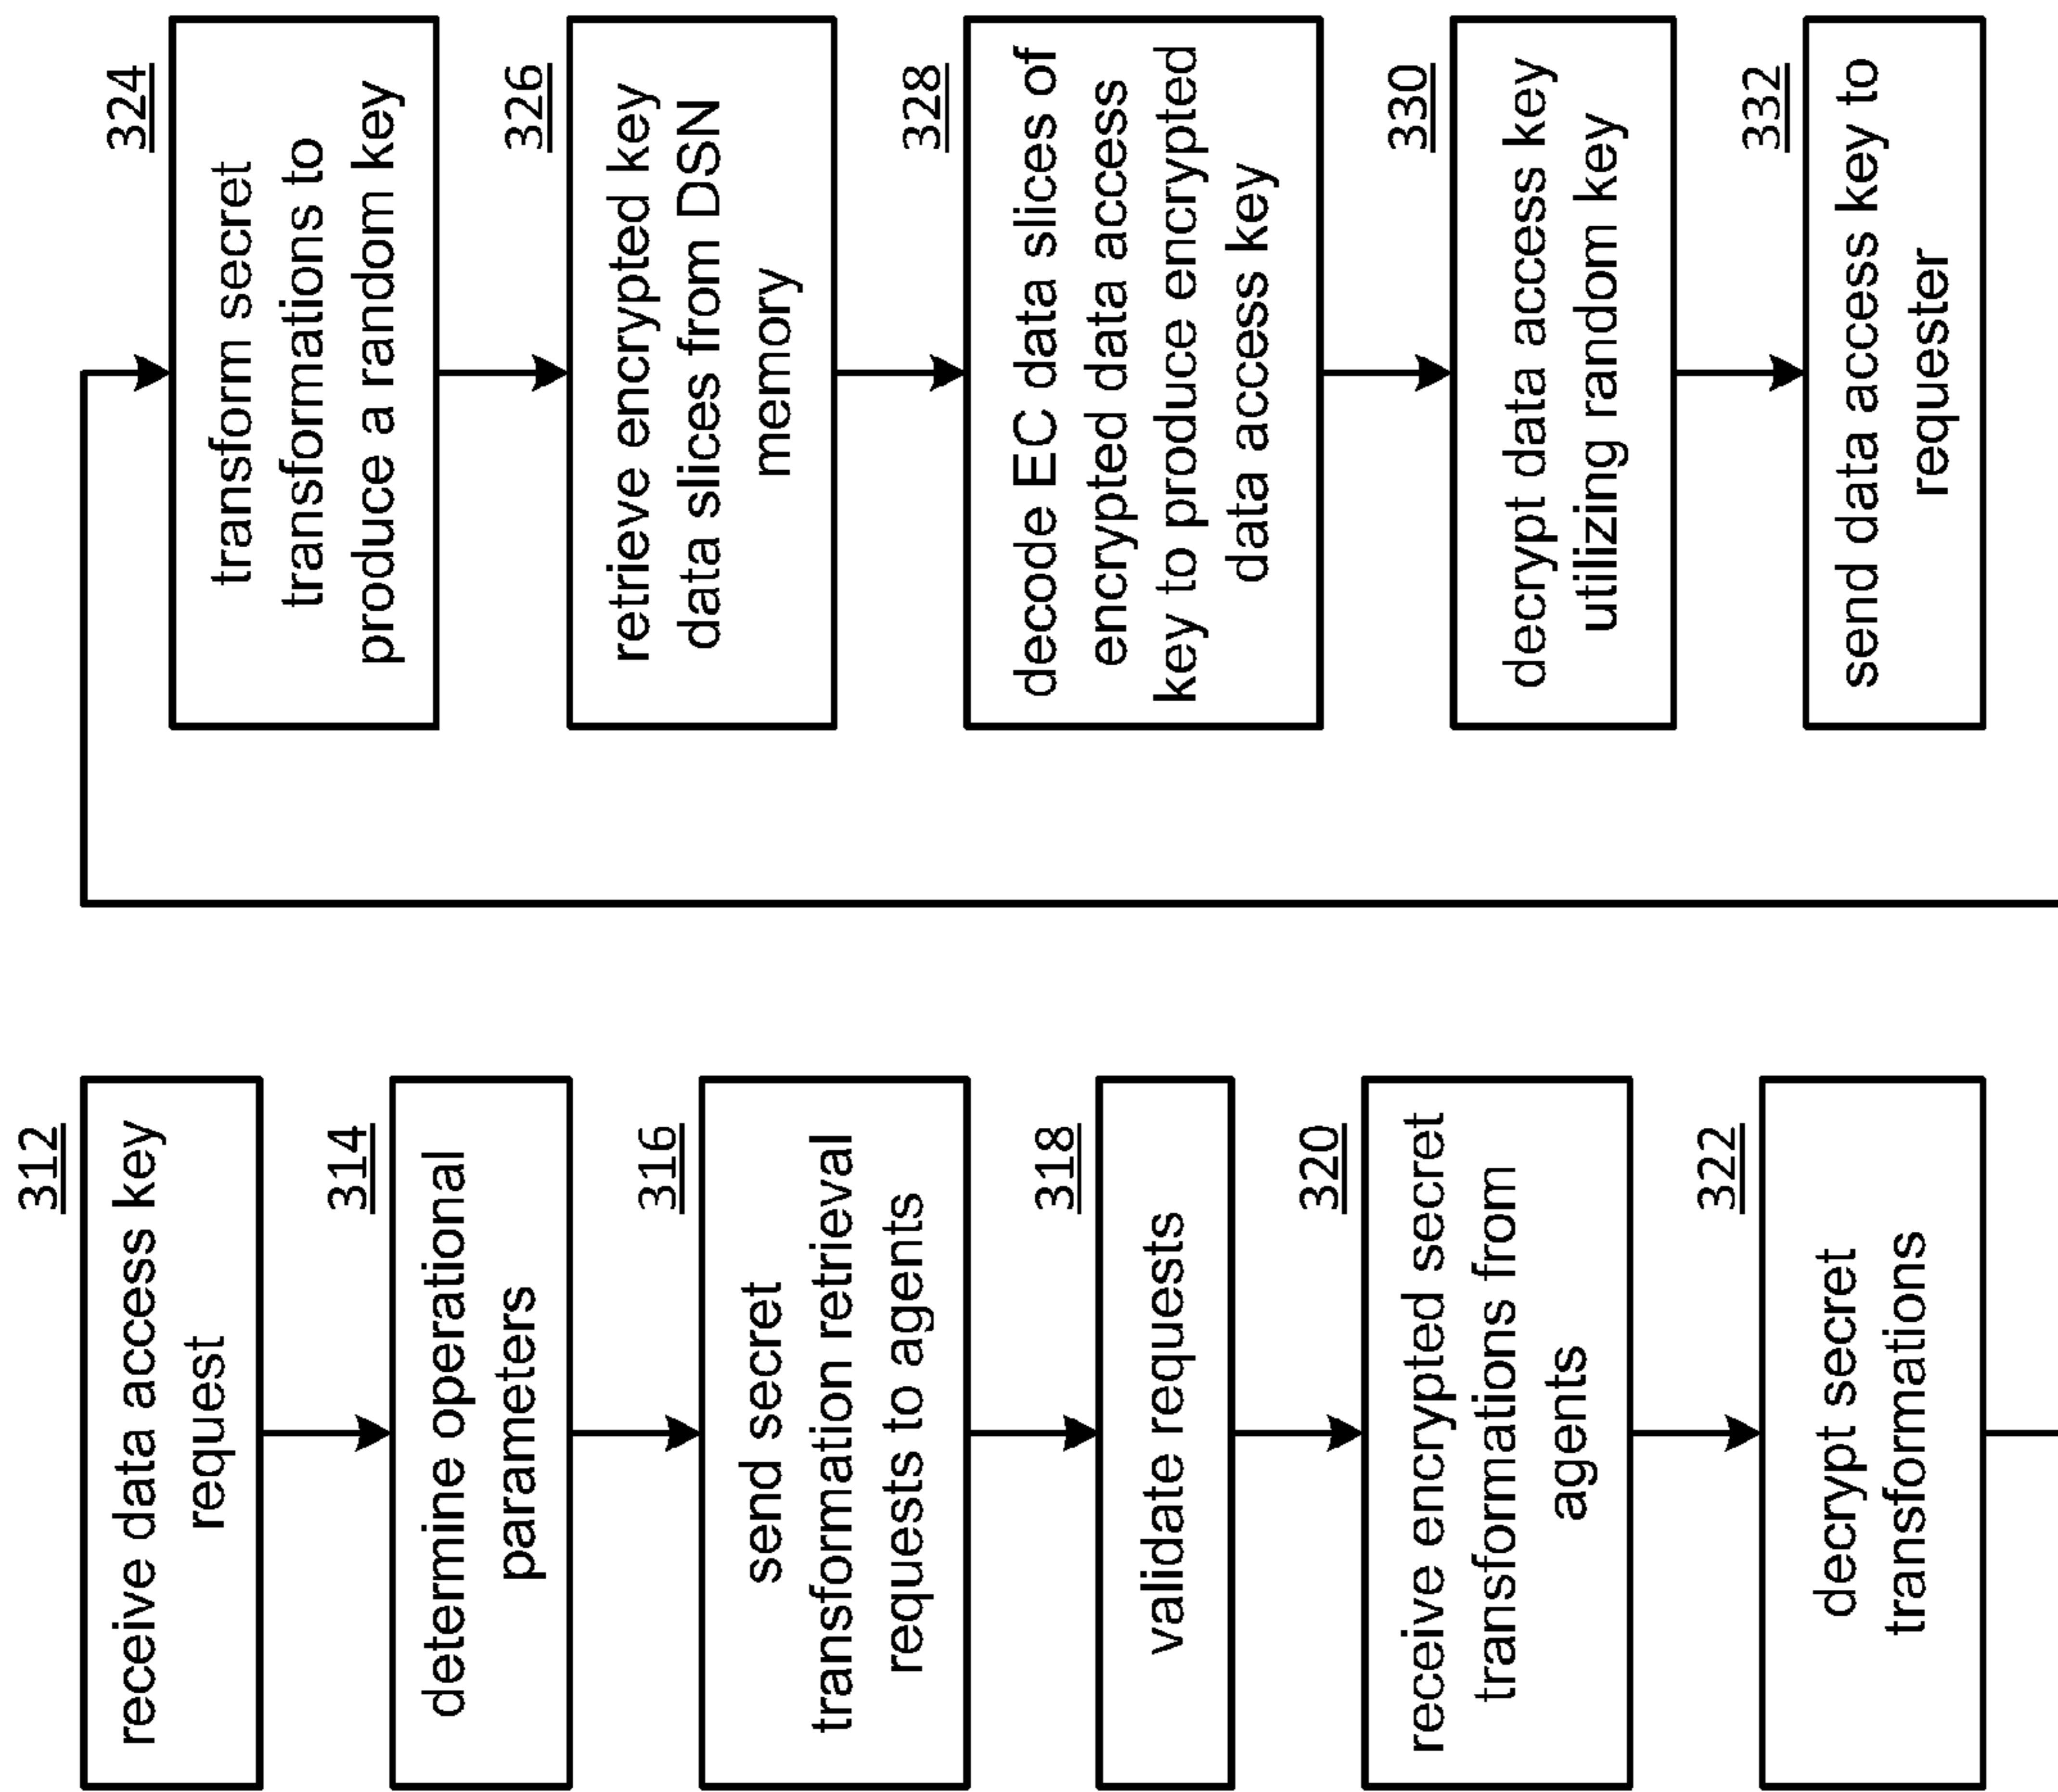 312
receive data access key
request
314
determine operational
parameters
316
send secret
transformation retrieval
requests to agents
318
validate requests
320
receive encrypted secret
transformations from
agents
322
decrypt secret
transformations
324
transform secret
transformations to
produce a random key
326
retrieve encrypted key
data slices from DSN
memory
328
decode EC data slices of
encrypted data access
key to produce encrypted
data access key
330
decrypt data access key
utilizing random key
332
send data access key to
requester